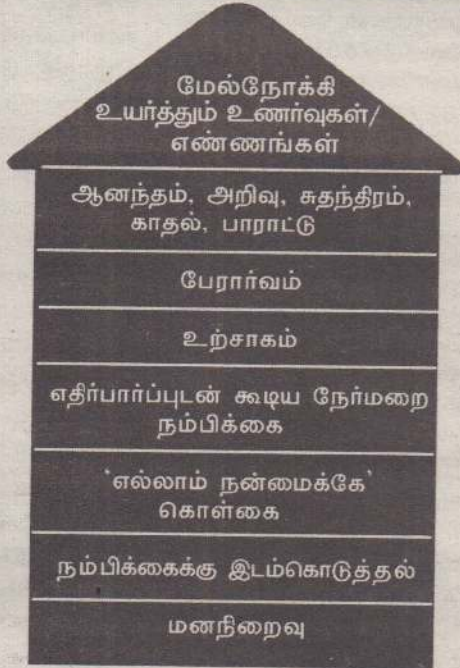 மேல்நோக்கி
உயர்த்தும் உணர்வுகள்/
எண்ணங்கள்
ஆனந்தம், அறிவு, சுதந்திரம்,
காதல், பாராட்டு
பேரார்வம்
உற்சாகம்
எதிர்பார்ப்புடன் கூடிய நேர்மறை
நம்பிக்கை
'எல்லாம் நன்மைக்கே'
கொள்கை
நம்பிக்கைக்கு இடம்கொடுத்தல்
மனநிறைவு